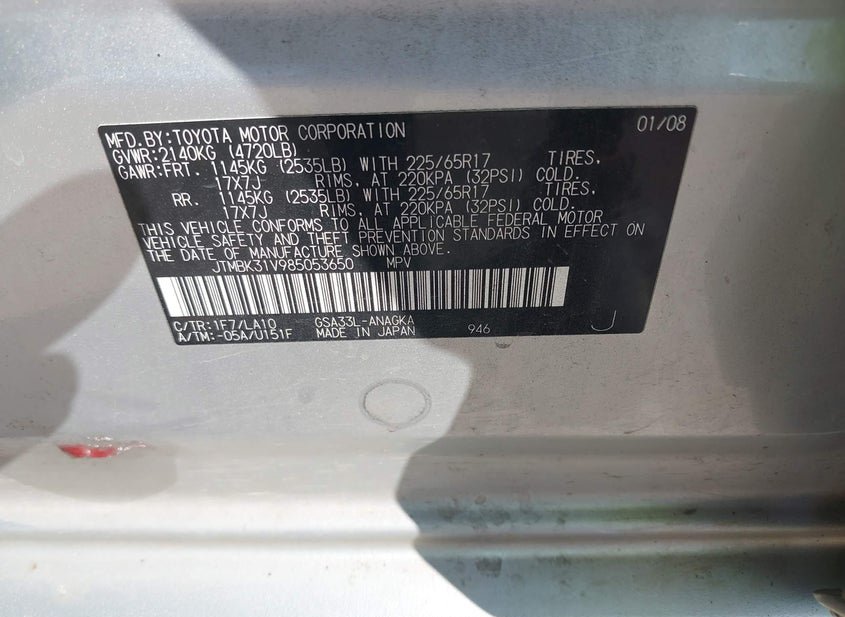 MFD.BY:TOYOTA MOTOR CORPORATION 01/08
GVWR:2140KG (4720LB)
GAWR:FRT. 1145KG (2535LB) WITH 225/65R17 TIRES,
17X7J RIMS, AT 220KPA (32PSI) COLD.
RR. 1145KG (2535LB) WITH 225/65R17 TIRES,
17X7J RIMS, AT 220KPA (32PSI) COLD.
THIS VEHICLE CONFORMS TO ALL APPLICABLE FEDERAL MOTOR
VEHICLE SAFETY AND THEFT PREVENTION STANDARDS IN EFFECT ON
THE DATE OF MANUFACTURE SHOWN ABOVE.
JTMBK31V985053650 MPV
C/TR:1F7/LA10 GSA33L-ANAGKA
A/TM:-05A/U151F MADE IN JAPAN 946 J